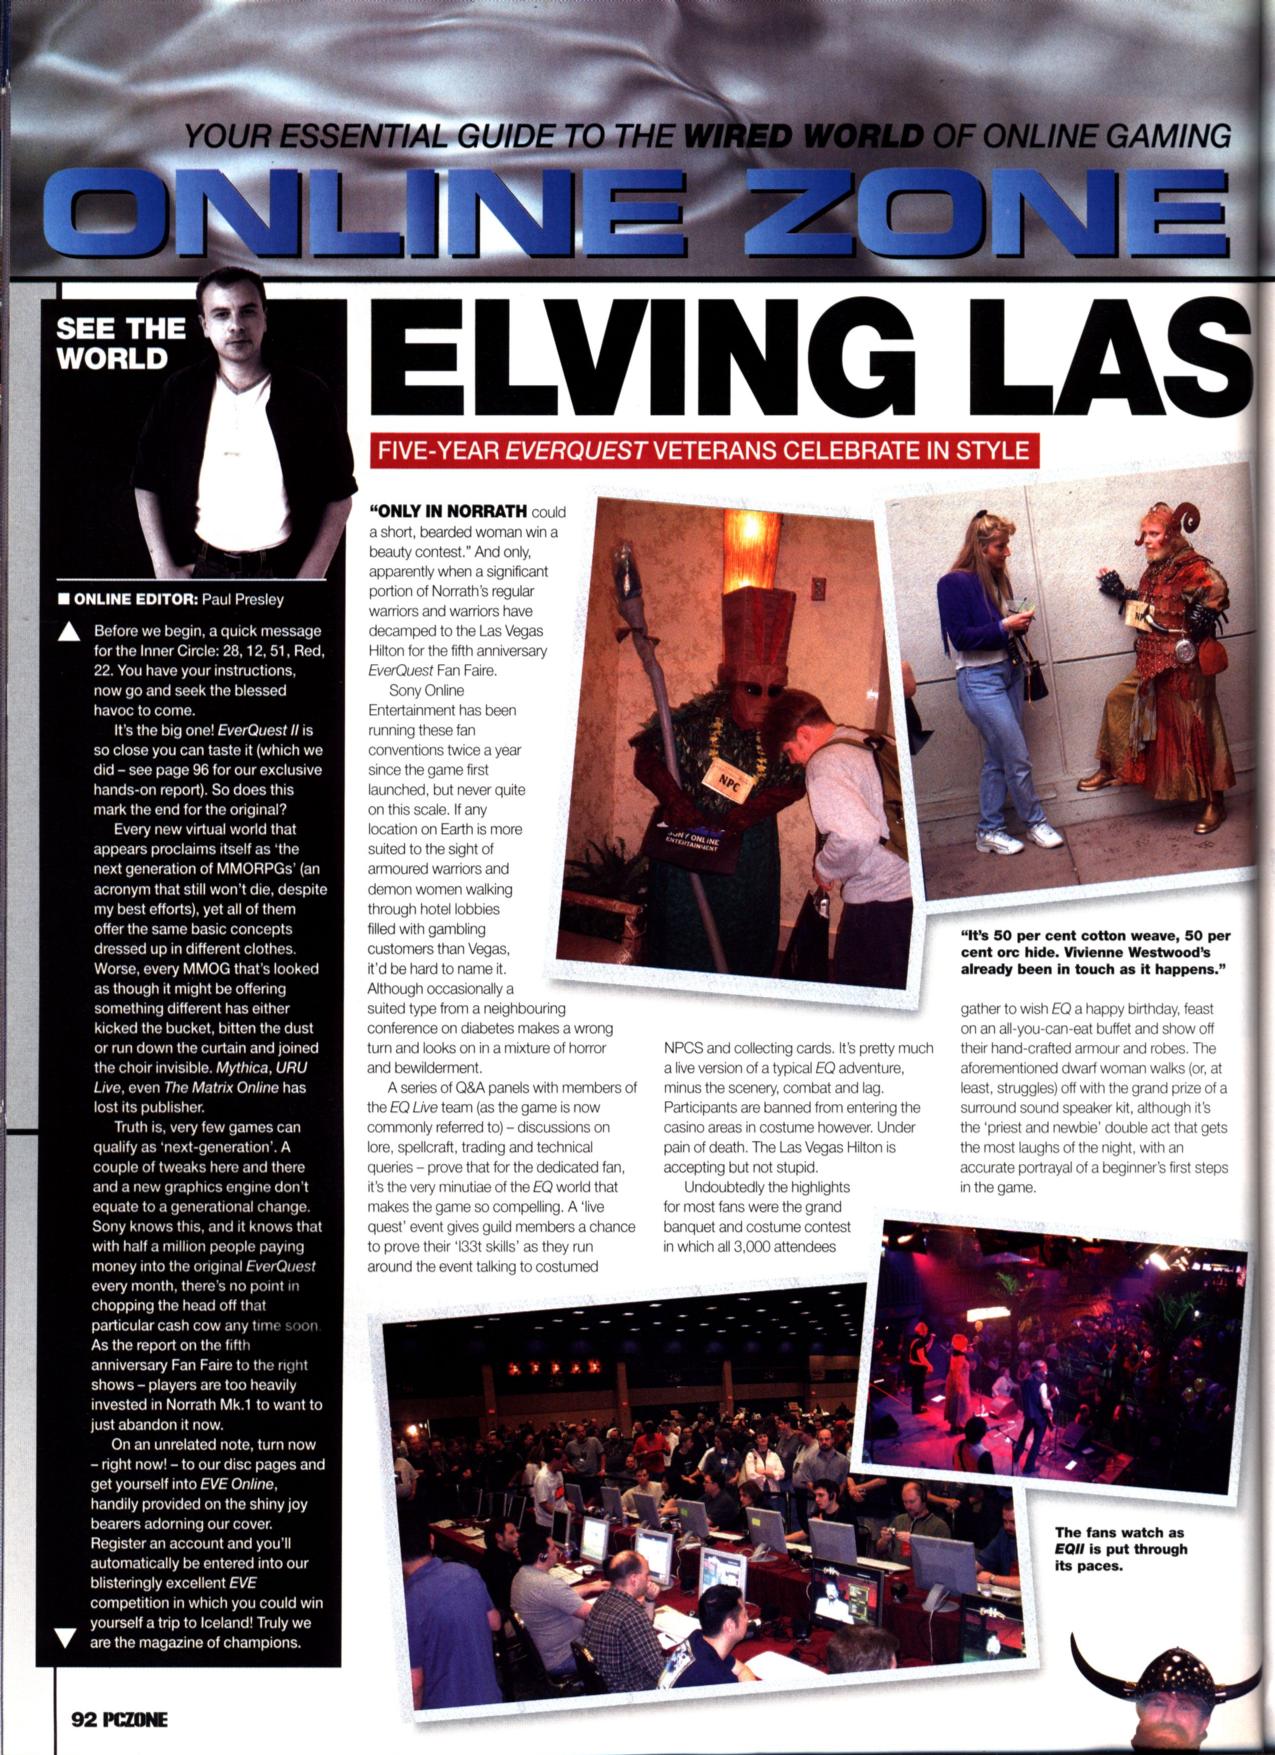 YOUR ESSENTIAL GUIDE TO THE WIRED WORLD OF ONLINE GAMING
ONLINE ZONE
SEE THE
WORLD
■ ONLINE EDITOR: Paul Presley
Before we begin, a quick message
for the Inner Circle: 28, 12, 51, Red,
22. You have your instructions,
now go and seek the blessed
havoc to come.
It's the big one! EverQuest II is
so close you can taste it (which we
did – see page 96 for our exclusive
hands-on report). So does this
mark the end for the original?
Every new virtual world that
appears proclaims itself as 'the
next generation of MMORPGs' (an
acronym that still won't die, despite
my best efforts), yet all of them
offer the same basic concepts
dressed up in different clothes.
Worse, every MMOG that's looked
as though it might be offering
something different has either
kicked the bucket, bitten the dust
or run down the curtain and joined
the choir invisible. Mythica, URU
Live, even The Matrix Online has
lost its publisher.
Truth is, very few games can
qualify as 'next-generation'. A
couple of tweaks here and there
and a new graphics engine don't
equate to a generational change.
Sony knows this, and it knows that
with half a million people paying
money into the original EverQuest
every month, there's no point in
chopping the head off that
particular cash cow any time soon.
As the report on the fifth
anniversary Fan Faire to the right
shows – players are too heavily
invested in Norrath Mk.1 to want to
just abandon it now.
On an unrelated note, turn now
– right now! – to our disc pages and
get yourself into EVE Online,
handily provided on the shiny joy
bearers adorning our cover.
Register an account and you'll
automatically be entered into our
blisteringly excellent EVE
competition in which you could win
yourself a trip to Iceland! Truly we
are the magazine of champions.
ELVING LAS
FIVE-YEAR EVERQUEST VETERANS CELEBRATE IN STYLE
"ONLY IN NORRATH could
a short, bearded woman win a
beauty contest." And only,
apparently when a significant
portion of Norrath's regular
warriors and warriors have
decamped to the Las Vegas
Hilton for the fifth anniversary
EverQuest Fan Faire.
Sony Online
Entertainment has been
running these fan
conventions twice a year
since the game first
launched, but never quite
on this scale. If any
location on Earth is more
suited to the sight of
armoured warriors and
demon women walking
through hotel lobbies
filled with gambling
customers than Vegas,
it'd be hard to name it.
Although occasionally a
suited type from a neighbouring
conference on diabetes makes a wrong
turn and looks on in a mixture of horror
and bewilderment.
A series of Q&A panels with members of
the EQ Live team (as the game is now
commonly referred to) – discussions on
lore, spellcraft, trading and technical
queries – prove that for the dedicated fan,
it's the very minutiae of the EQ world that
makes the game so compelling. A 'live
quest' event gives guild members a chance
to prove their 'l33t skills' as they run
around the event talking to costumed
NPC
SONY ONLINE
ENTERTAINMENT
NPCS and collecting cards. It's pretty much
a live version of a typical EQ adventure,
minus the scenery, combat and lag.
Participants are banned from entering the
casino areas in costume however. Under
pain of death. The Las Vegas Hilton is
accepting but not stupid.
Undoubtedly the highlights
for most fans were the grand
banquet and costume contest
in which all 3,000 attendees
"It's 50 per cent cotton weave, 50 per
cent orc hide. Vivienne Westwood's
already been in touch as it happens."
gather to wish EQ a happy birthday, feast
on an all-you-can-eat buffet and show off
their hand-crafted armour and robes. The
aforementioned dwarf woman walks (or, at
least, struggles) off with the grand prize of a
surround sound speaker kit, although it's
the 'priest and newbie' double act that gets
the most laughs of the night, with an
accurate portrayal of a beginner's first steps
in the game.
The fans watch as
EQII is put through
its paces.
92 PCZONE